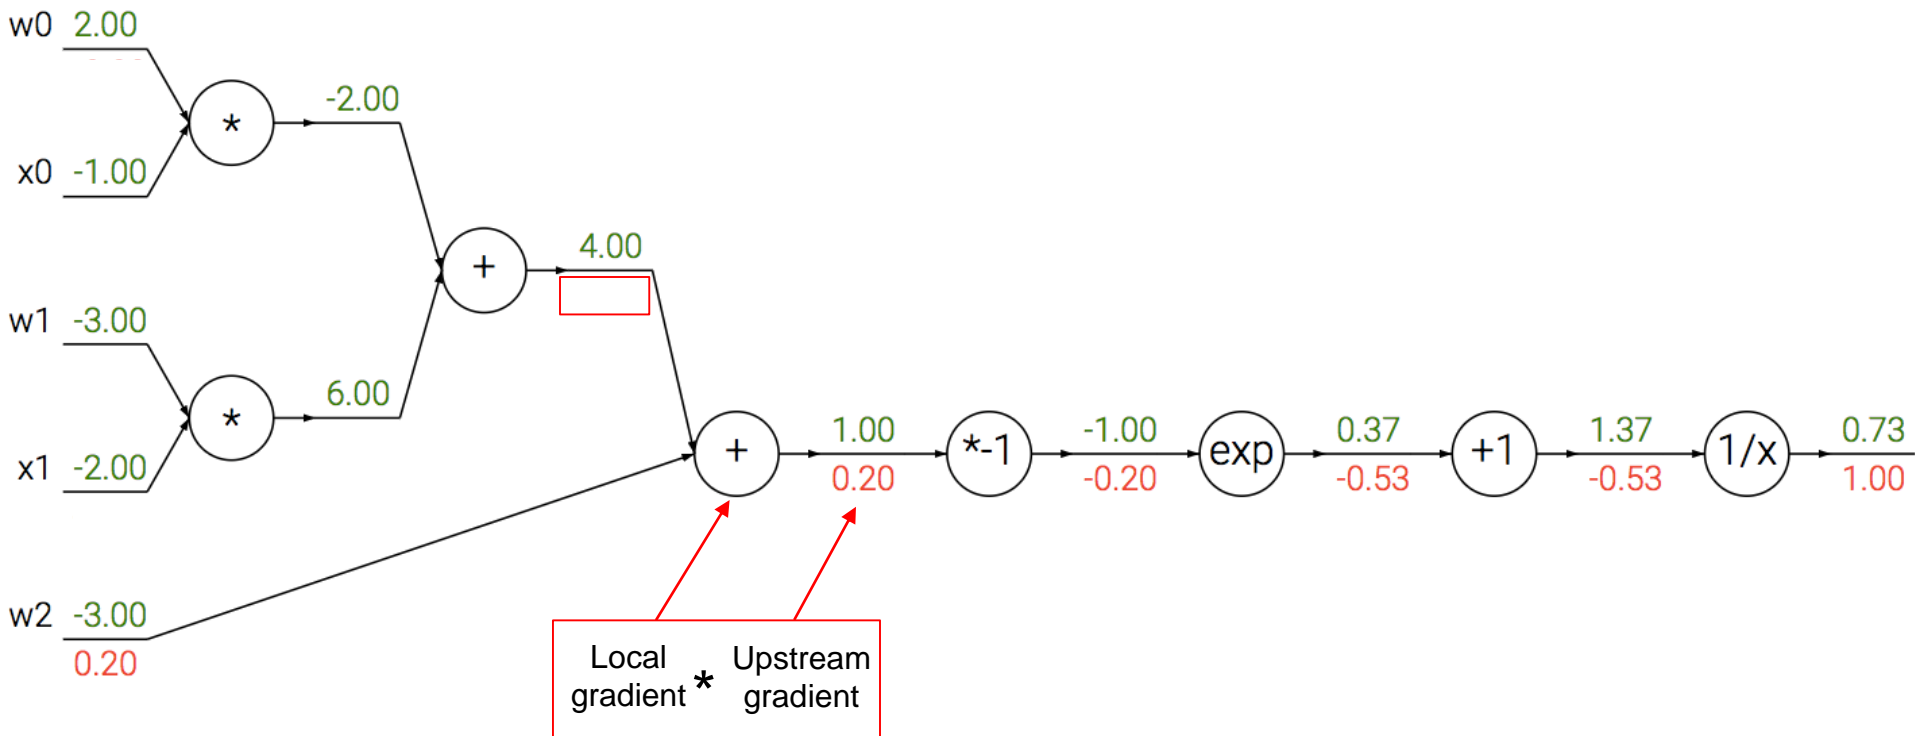 w0 2.00
-2.00
*
x0 -1.00
4.00
+
w1 -3.00
6.00
*
x1 -2.00
1.00 -1.00 0.37 1.37 0.73
+ *-1 exp +1 1/x
0.20 -0.20 -0.53 -0.53 1.00
w2 -3.00
0.20
Local * Upstream
gradient gradient